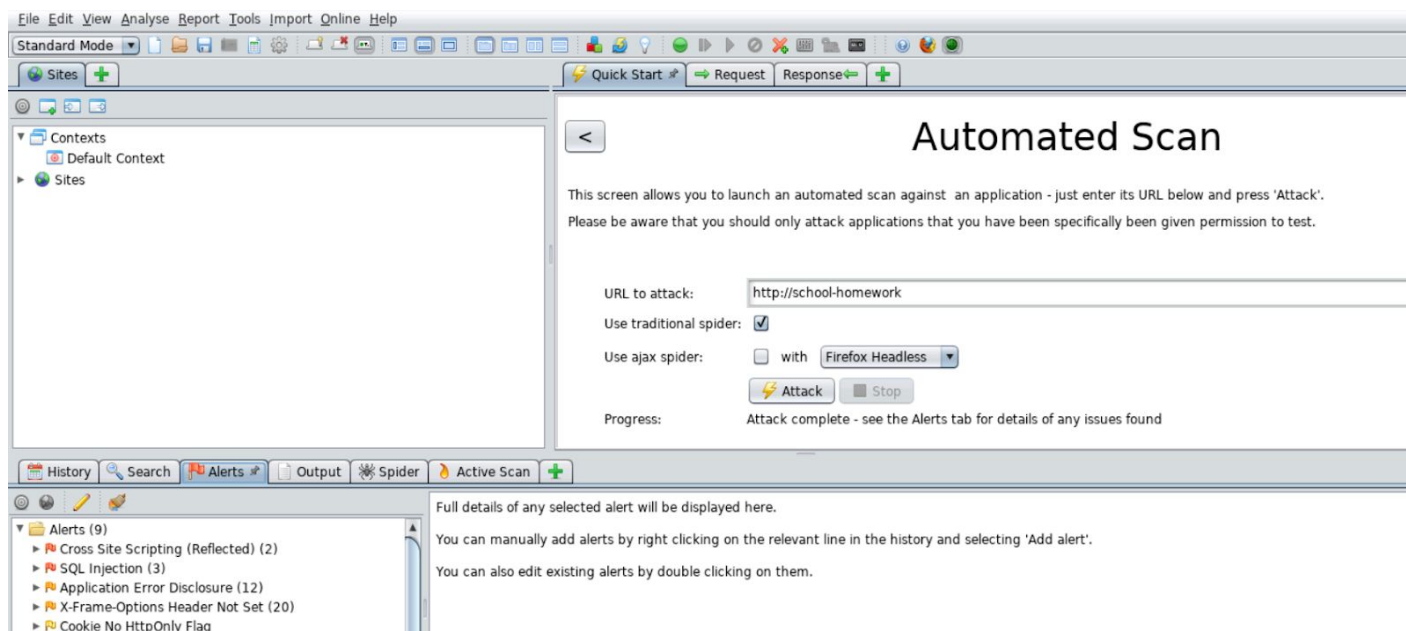 File Edit View Analyse Report Tools Import Online Help
Standard Mode
Sites
Quick Start Request Response
Contexts
Default Context
Sites
<
Automated Scan
This screen allows you to launch an automated scan against an application - just enter its URL below and press 'Attack'.
Please be aware that you should only attack applications that you have been specifically been given permission to test.
URL to attack: http://school-homework
Use traditional spider:
Use ajax spider: with Firefox Headless
Attack Stop
Progress: Attack complete - see the Alerts tab for details of any issues found
History Search Alerts Output Spider Active Scan
Alerts (9)
Cross Site Scripting (Reflected) (2)
SQL Injection (3)
Application Error Disclosure (12)
X-Frame-Options Header Not Set (20)
Cookie No HttpOnly Flag
Full details of any selected alert will be displayed here.
You can manually add alerts by right clicking on the relevant line in the history and selecting 'Add alert'.
You can also edit existing alerts by double clicking on them.